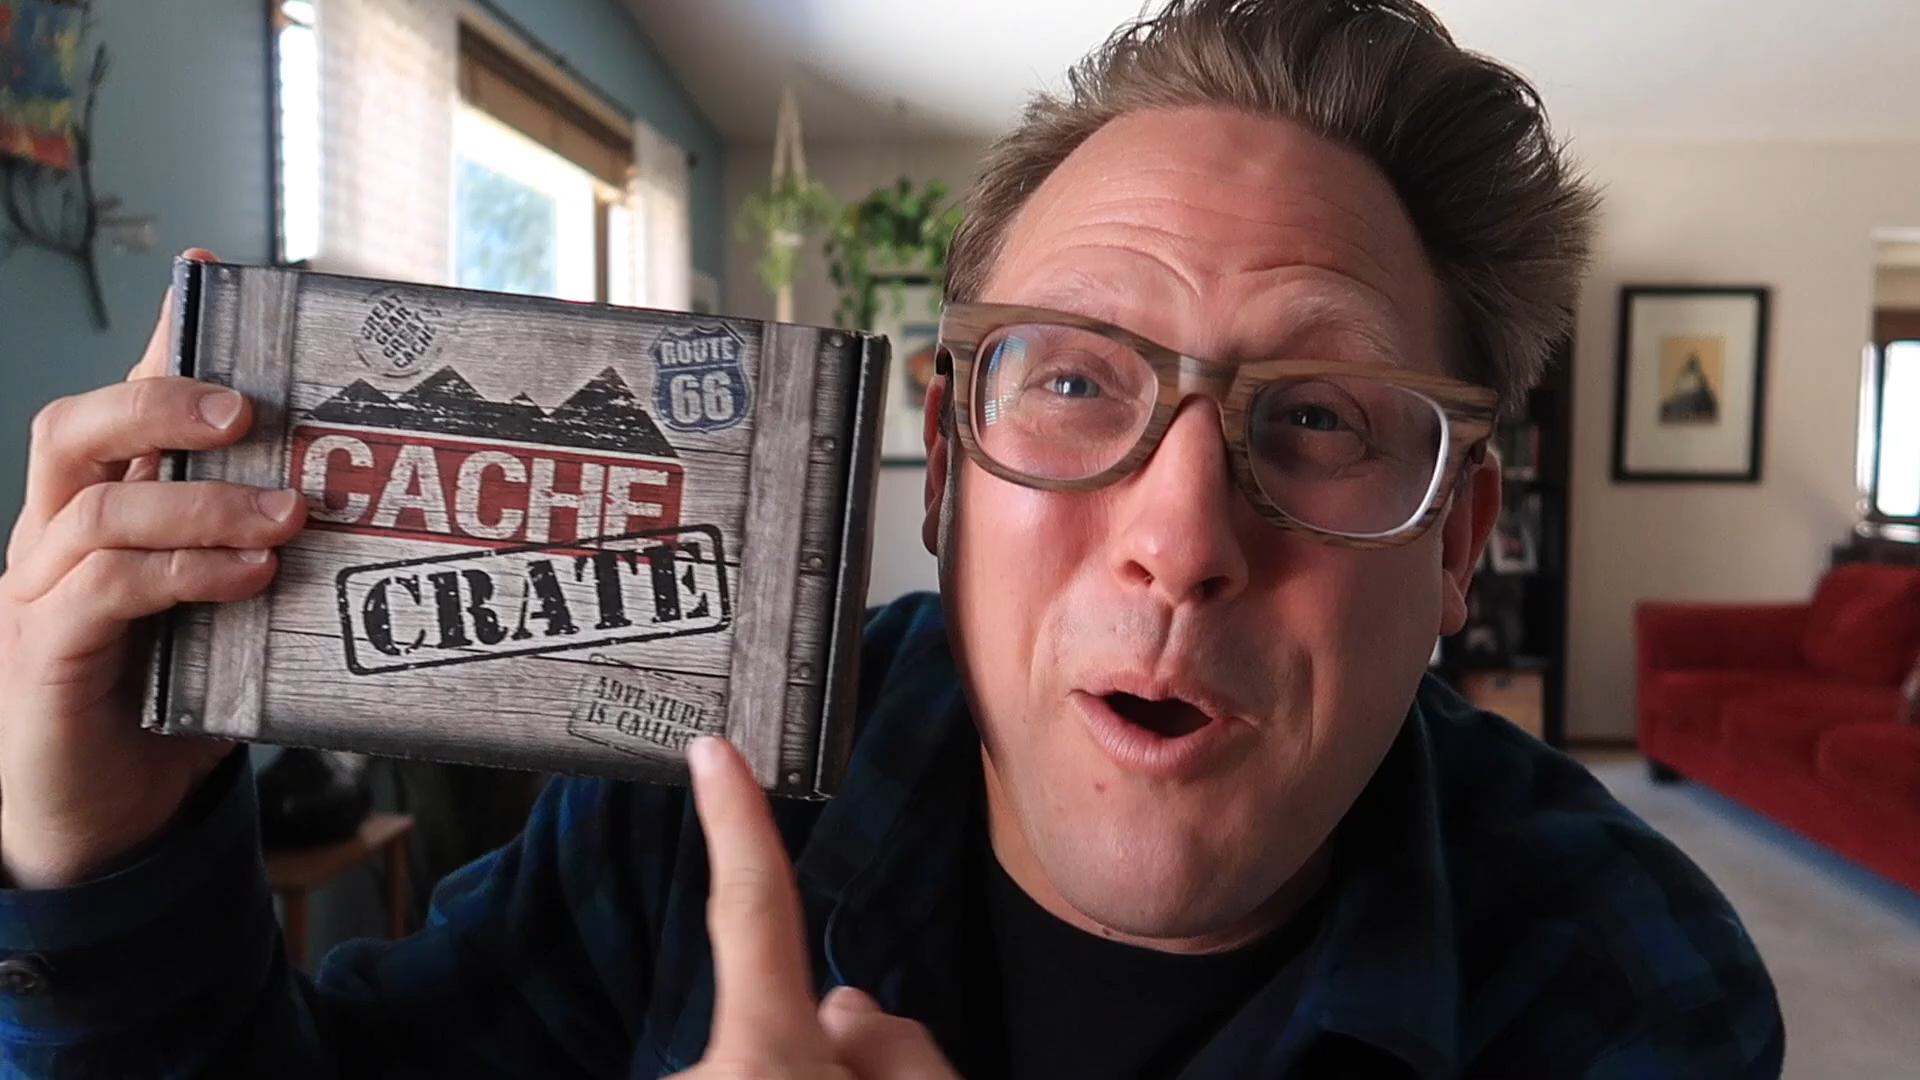 GREAT
GEAR
GREAT
CACHE
ROUTE
66
CACHE
CRATE
ADVENTURE
IS CALLING